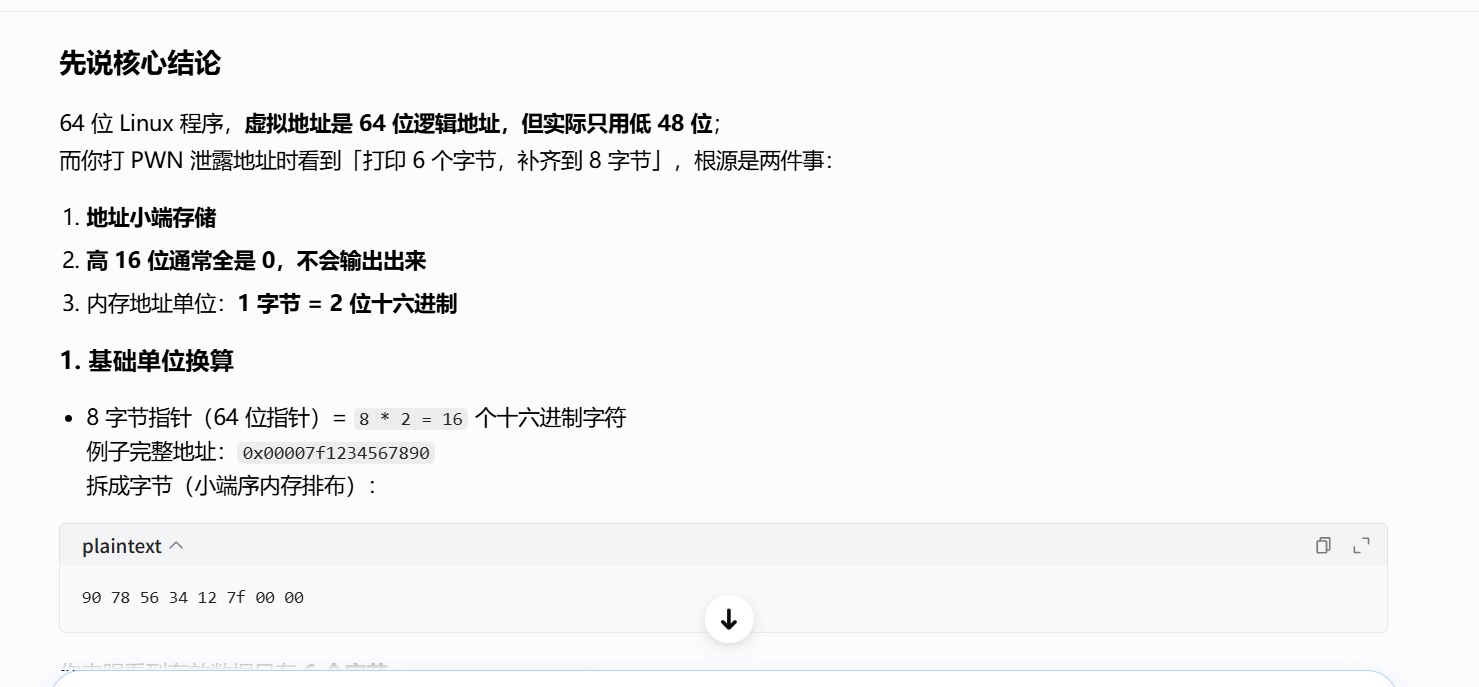 先说核心结论
64 位 Linux 程序，虚拟地址是 64 位逻辑地址，但实际只用低 48 位；
而你打 PWN 泄露地址时看到「打印 6 个字节，补齐到 8 字节」，根源是两件事：
1. 地址小端存储
2. 高 16 位通常全是 0，不会输出出来
3. 内存地址单位：1 字节 = 2 位十六进制
1. 基础单位换算
• 8 字节指针（64 位指针）= 8 * 2 = 16 个十六进制字符
例子完整地址：0x00007f1234567890
拆成字节（小端序内存排布）：
plaintext
90 78 56 34 12 7f 00 00